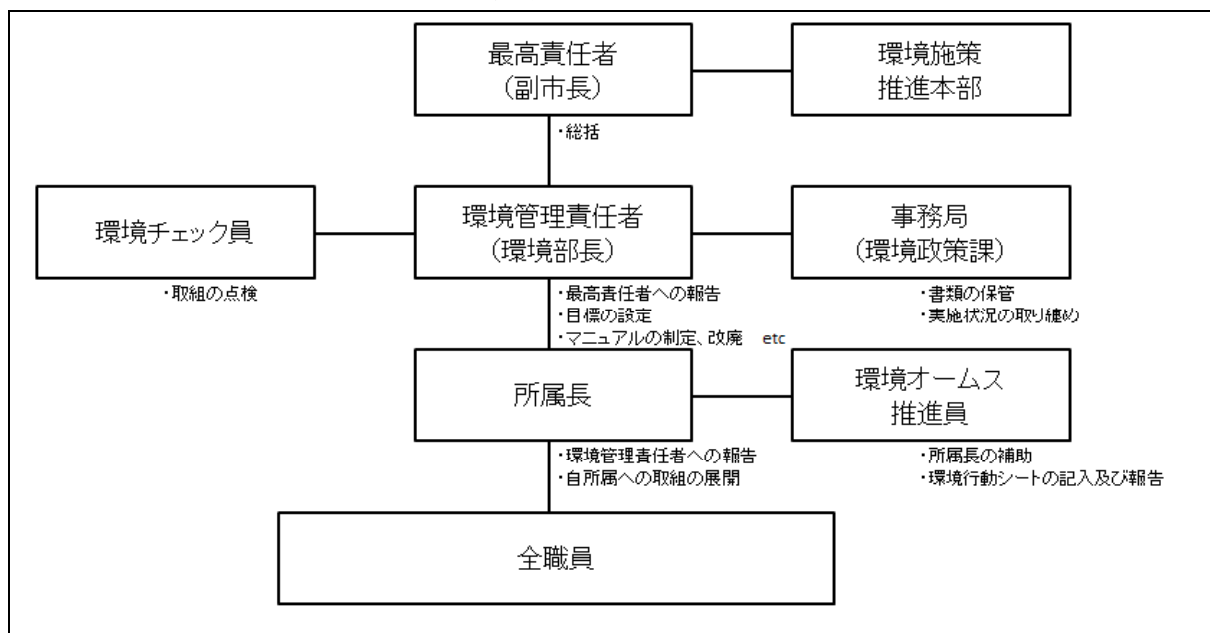 最高責任者
（副市長）
環境施策
推進本部
・総括
環境チェック員
環境管理責任者
（環境部長）
事務局
（環境政策課）
・取組の点検
・最高責任者への報告
・目標の設定
・マニュアルの制定、改廃　etc
・書類の保管
・実施状況の取り纏め
所属長
環境オームス
推進員
・環境管理責任者への報告
・自所属への取組の展開
・所属長の補助
・環境行動シートの記入及び報告
全職員